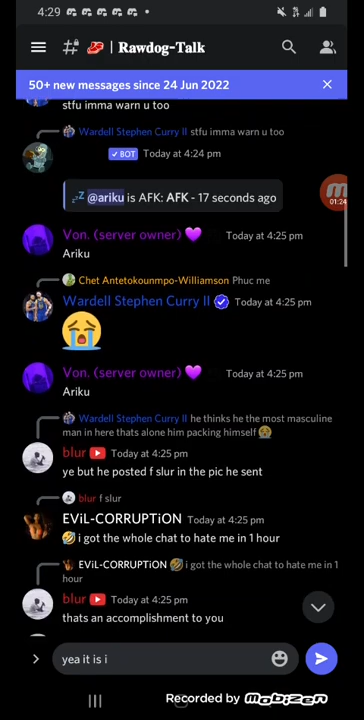 4:29
# | Rawdog-Talk
50+ new messages since 24 Jun 2022
stfu imma warn u too
Wardell Stephen Curry II stfu imma warn u too
✓ BOT Today at 4:24 pm
@ariku is AFK: AFK - 17 seconds ago
01:24
Von. (server owner) Today at 4:25 pm
Ariku
Chet Antetokounmpo-Williamson Phuc me
Wardell Stephen Curry II Today at 4:25 pm
Von. (server owner) Today at 4:25 pm
Ariku
Wardell Stephen Curry II he thinks he the most masculine
man in here thats alone him packing himself
blur Today at 4:25 pm
ye but he posted f slur in the pic he sent
blur f slur
EViL-CORRUPTiON Today at 4:25 pm
🤣 i got the whole chat to hate me in 1 hour
EViL-CORRUPTiON 🤣 i got the whole chat to hate me in 1
hour
blur Today at 4:25 pm
thats an accomplishment to you
yea it is i
Recorded by mobizen